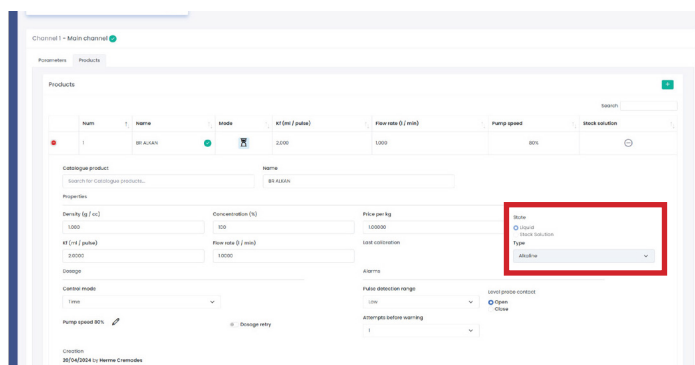 Channel 1 - Main channel
Parameters Products
Products
Search
Num Name Mode Kf (ml / pulse) Flow rate (l / min) Pump speed Stock solution
1 BR ALKAN 2,000 1,000 80%
Catalogue product Name
Search for Catalogue products... BR ALKAN
Properties
Density (g / cc) Concentration (%) Price per kg State
1,000 100 1.00000 Liquid
Stock Solution
Kf (ml / pulse) Flow rate (l / min) Last calibration Type
2.0000 1.0000 Alkaline
Dosage Alarms
Control mode Pulse detection range Level probe contact
Time Low Open
Close
Pump speed 80% Dosage retry Attempts before warning
1
Creation
20/04/2024 by Herme Cremades